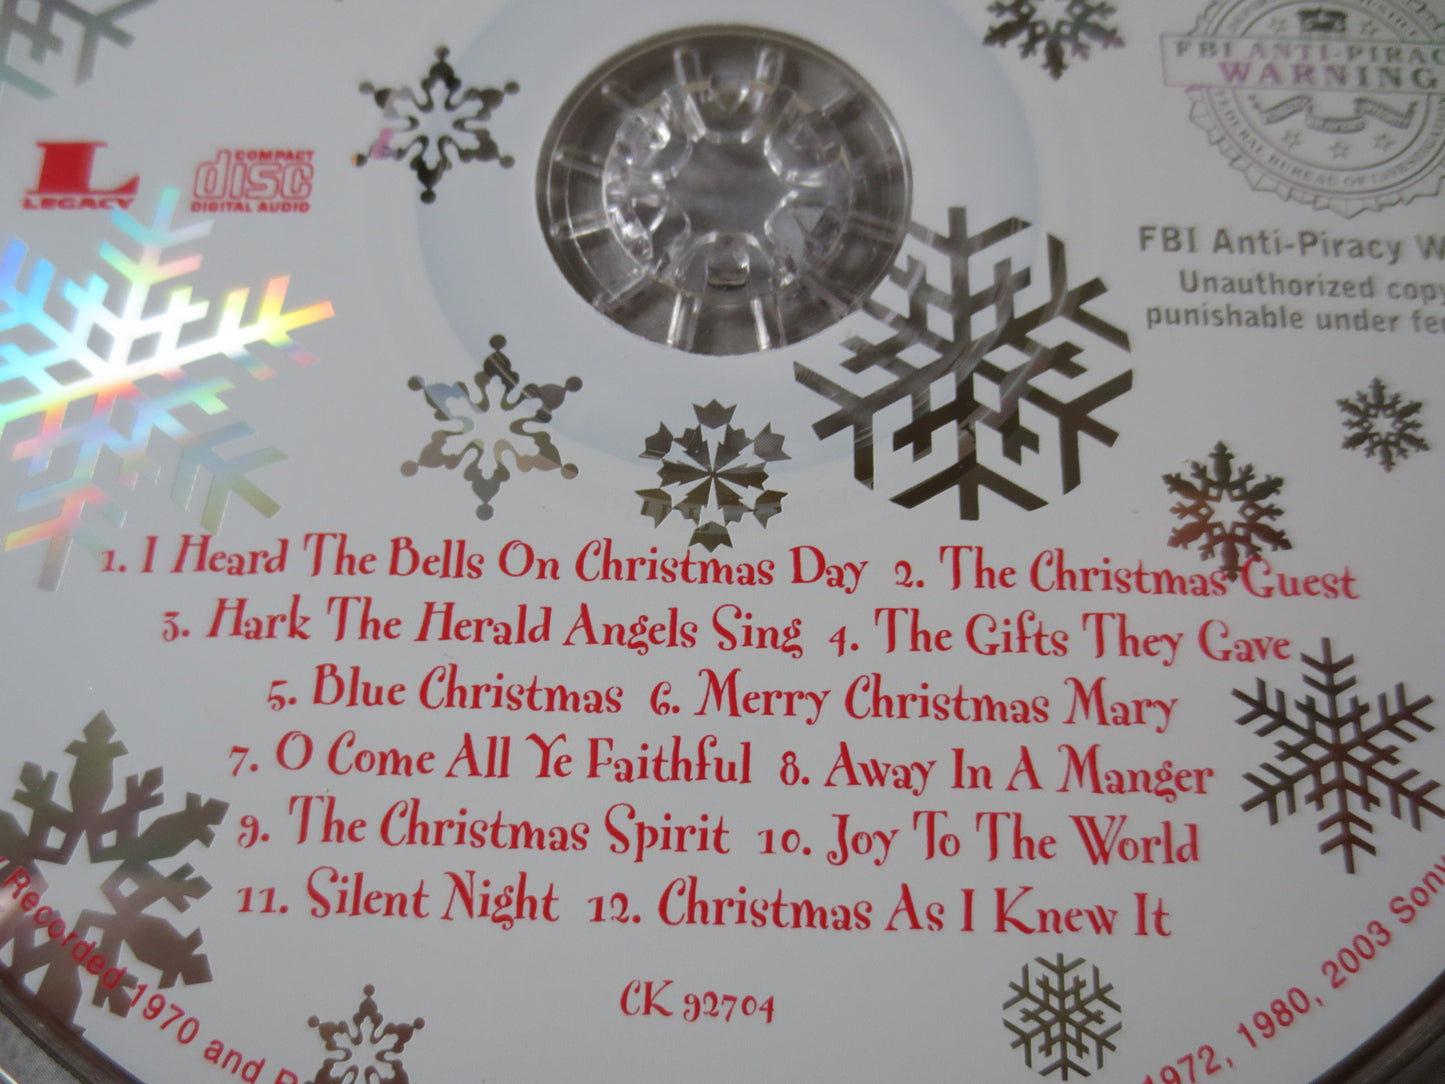 L
LEGACY
COMPACT
disc
DIGITAL AUDIO
FBI ANTI-PIRAC
WARNING
FBI Anti-Piracy W
Unauthorized copy
punishable under fe
1. I Heard The Bells On Christmas Day 2. The Christmas Guest
3. Hark The Herald Angels Sing 4. The Gifts They Gave
5. Blue Christmas 6. Merry Christmas Mary
7. O Come All Ye Faithful 8. Away In A Manger
9. The Christmas Spirit 10. Joy To The World
11. Silent Night 12. Christmas As I Knew It
CK 92704
Recorded 1970 and
1972, 1980, 2003 Sony